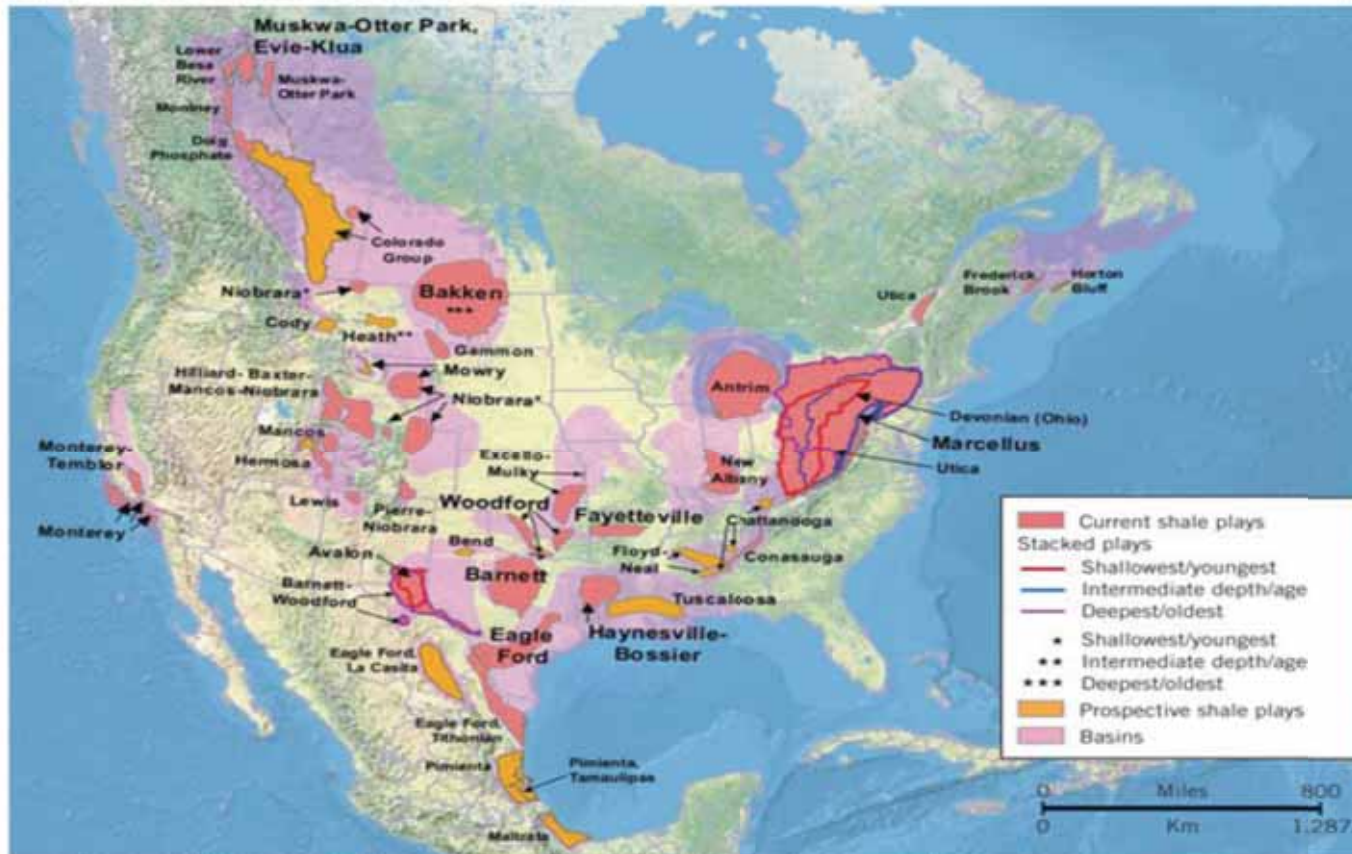 Muskwa-Otter Park,
Evie-Klua
Lower
Besa
River
Muskwa-
Otter Park
Montney
Doig
Phosphate
Colorado
Group
Niobrara*
Bakken
***
Cody
Heath**
Gammon
Mowry
Hilliard- Baxter-
Mancos-Niobrara
Niobrara*
Mancos
Hermosa
Lewis
Monterey-
Temblor
Monterey
Excello-
Mulky
Woodford
Pierre-
Niobrara
Fayetteville
Bend
Avalon
Barnett-
Woodford
Barnett
Antrim
New
Albany
Utica
Frederick
Brook
Horton
Bluff
Devonian (Ohio)
Marcellus
Utica
Chattanooga
Floyd-
Neal
Conasauga
Tuscaloosa
Haynesville-
Bossier
Eagle
Ford
Eagle Ford,
La Casita
Eagle Ford,
Tithonian
Pimienta
Pimienta,
Tamaulipas
Maltrata
Current shale plays
Stacked plays
Shallowest/youngest
Intermediate depth/age
Deepest/oldest
* Shallowest/youngest
** Intermediate depth/age
*** Deepest/oldest
Prospective shale plays
Basins
0 Miles 800
0 Km 1.287